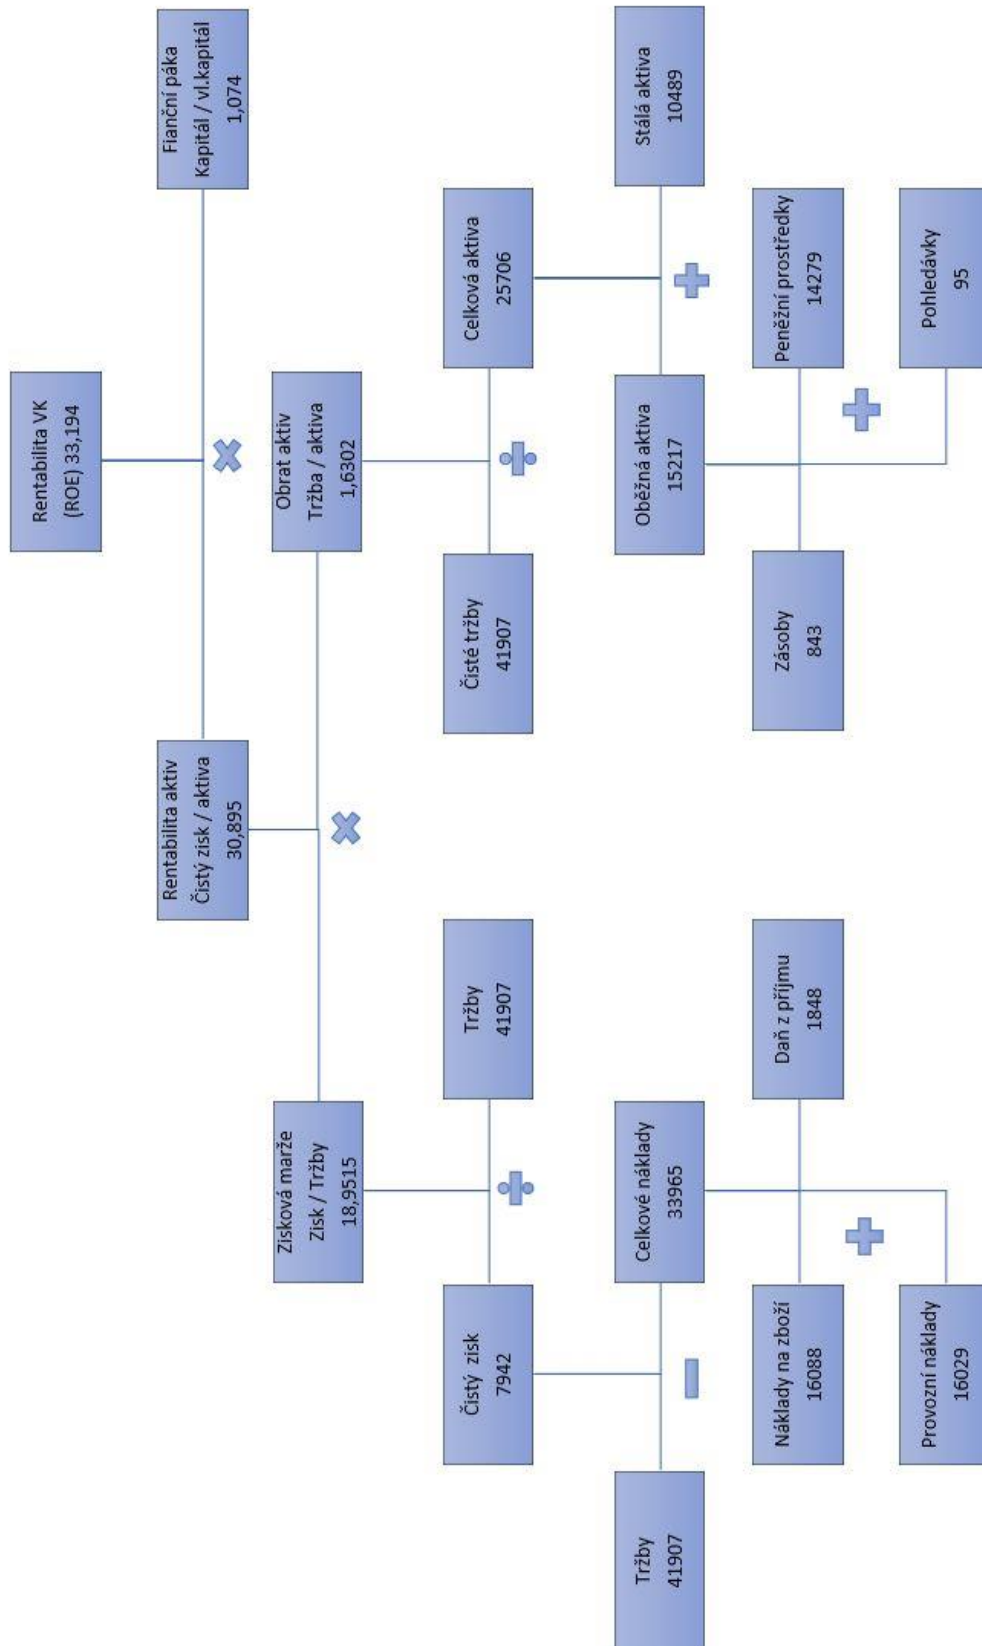 Rentabilita VK
(ROE) 33,194
Rentabilita aktiv
Čistý zisk / aktiva
30,895
Fianční páka
Kapitál / vl.kapitál
1,074
Zisková marže
Zisk / Tržby
18,9515
Obrat aktiv
Tržba / aktiva
1,6302
Čistý zisk
7942
Tržby
41907
Čisté tržby
41907
Celková aktiva
25706
Tržby
41907
Celkové náklady
33965
Oběžná aktiva
15217
Stálá aktiva
10489
Náklady na zboží
16088
Daň z příjmu
1848
Zásoby
843
Peněžní prostředky
14279
Provozní náklady
16029
Pohledávky
95